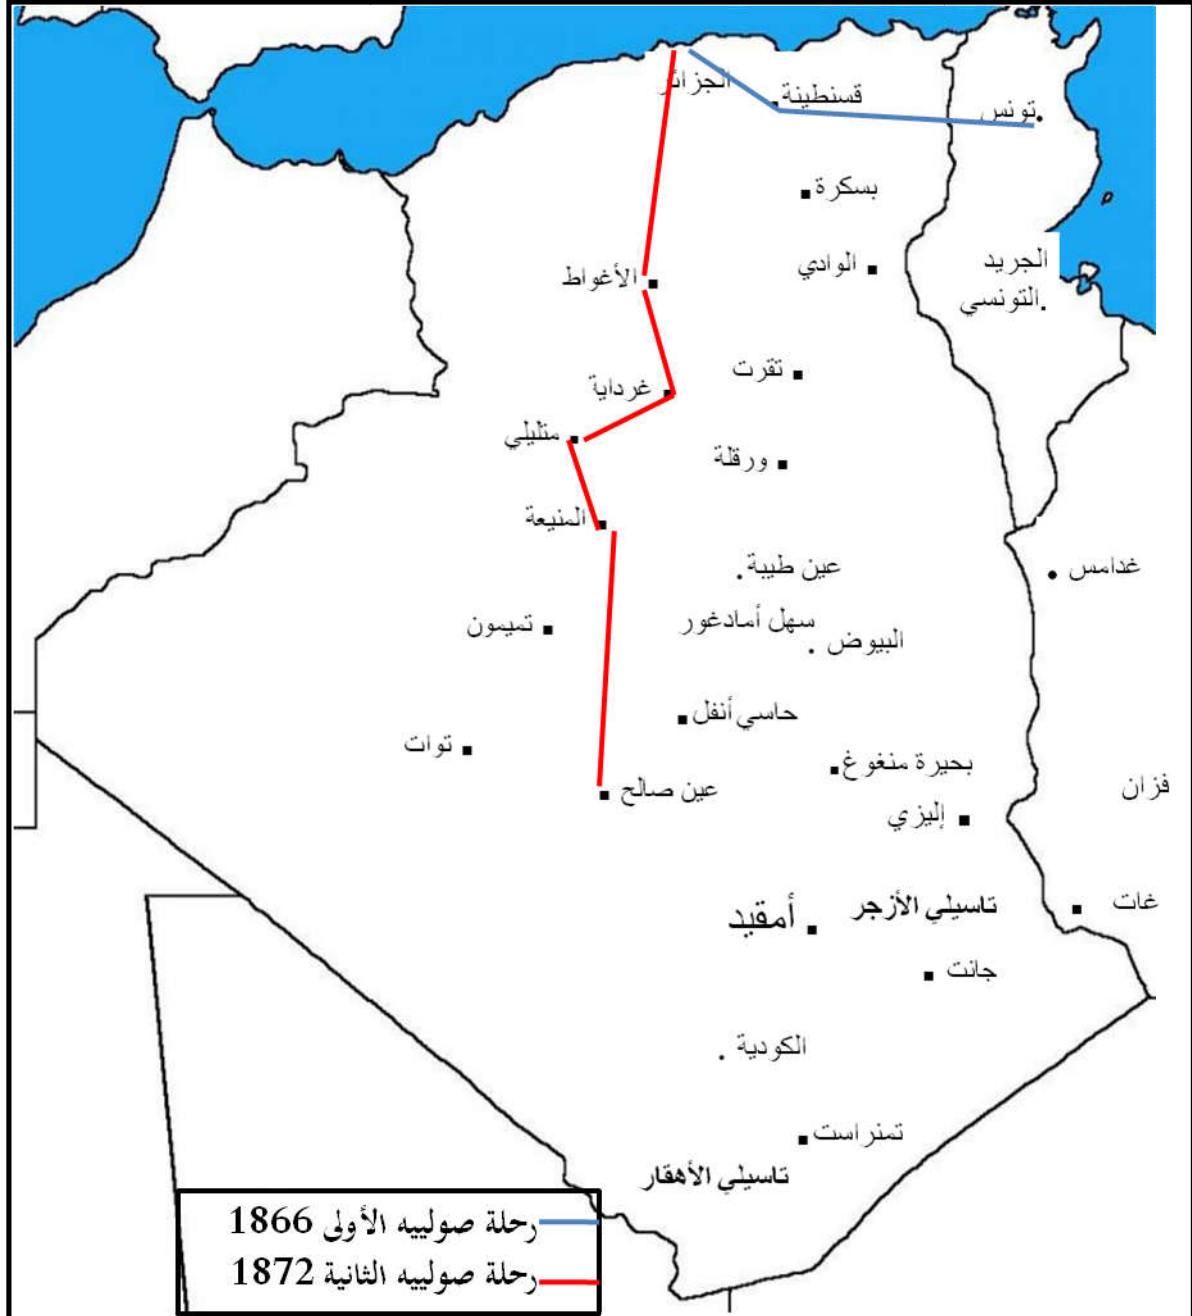 الجزائر
قسنطينة
تونس
بسكرة
الوادي
الجريد
التونسي
الأغواط
تقرت
غرداية
متليلي
ورقلة
المنيعة
عين طيبة
غدامس
سهل أمادغور
تميمون
البيوض
حاسي أنفل
توات
بحيرة منغوغ
فزان
عين صالح
إليزي
غات
تاسيلي الأزجر
أمقيد
جانت
الكودية
تمنراست
تاسيلي الأهقار
رحلة صولييه الأولى 1866
رحلة صولييه الثانية 1872